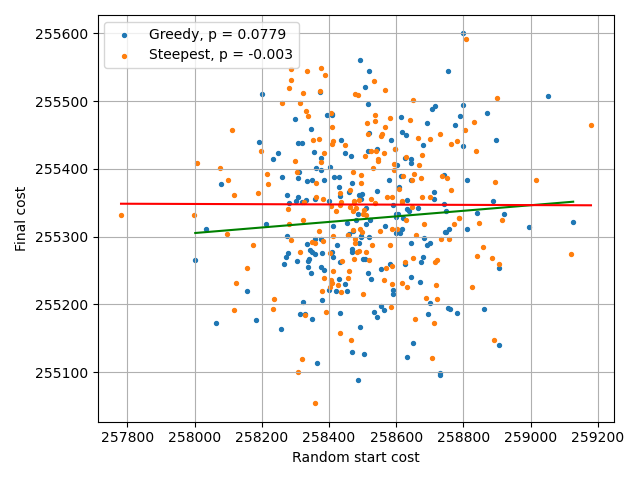 Greedy, p = 0.0779
Steepest, p = -0.003
255600
255500
255400
255300
255200
255100
Final cost
257800 258000 258200 258400 258600 258800 259000 259200
Random start cost